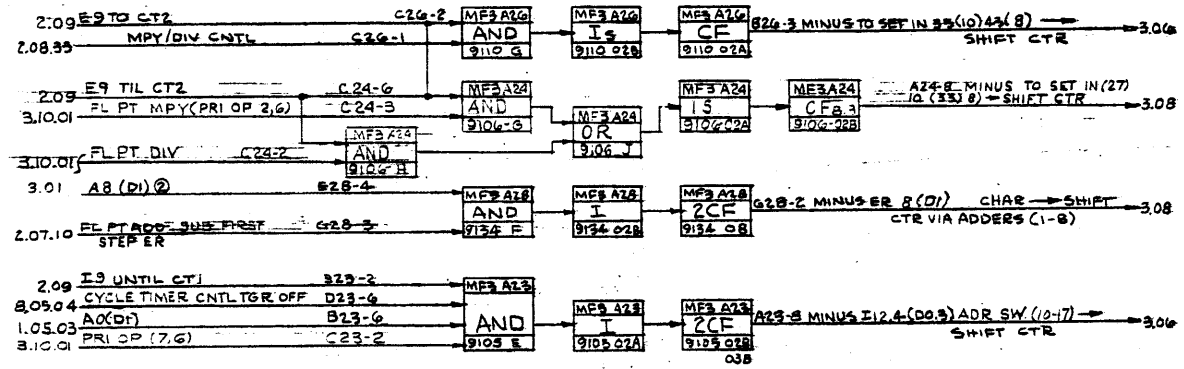 2.09 E9 TO CT2 C26-2 MF3 A26 MF3 A26 MF3 A26 B26-3 MINUS TO SET IN 33(10)43(8) → 3.06
2.08.33 MPY/DIV CNTL C26-1 AND IS CF SHIFT CTR
9110 G 9110 02B 9110 02A
2.09 E9 TIL CT2 C24-6 MF3 A24 MF3 A24 ME3A24 A24-8 MINUS TO SET IN (27)
3.10.01 FL PT MPY (PRI OP 2,6) C24-3 AND IS CF8.3 10 (33) 8) → SHIFT CTR 3.08
9106-G MF3 A24 9106 02A 9106-02B
MF3 A24 OR
3.10.01 FL PT DIV C24-2 AND 9106 J
9106 H
3.01 A8 (D1) ② G28-4 MF3 A28 MF3 A28 MF3 A28 G28-2 MINUS ER 8(D1) CHAR → SHIFT 3.08
AND I 2CF CTR VIA ADDERS (1-8)
2.07.10 FL PT ADD SUB FIRST G28-3 9134 F 9134 02B 9134 0B
STEP ER
2.09 I9 UNTIL CT1 B23-2 MF3 A23
8.05.04 CYCLE TIMER CNTL TGR OFF D23-6 MF3 A23 MF3 A23
1.05.03 A0(D1) B23-6 AND I 2CF A23-8 MINUS I12.4(D0.3) ADR SW. (10-17) → 3.06
3.10.01 PRI OP (7,6) C23-2 9105 E 9105 02A 9105 02B SHIFT CTR
03B